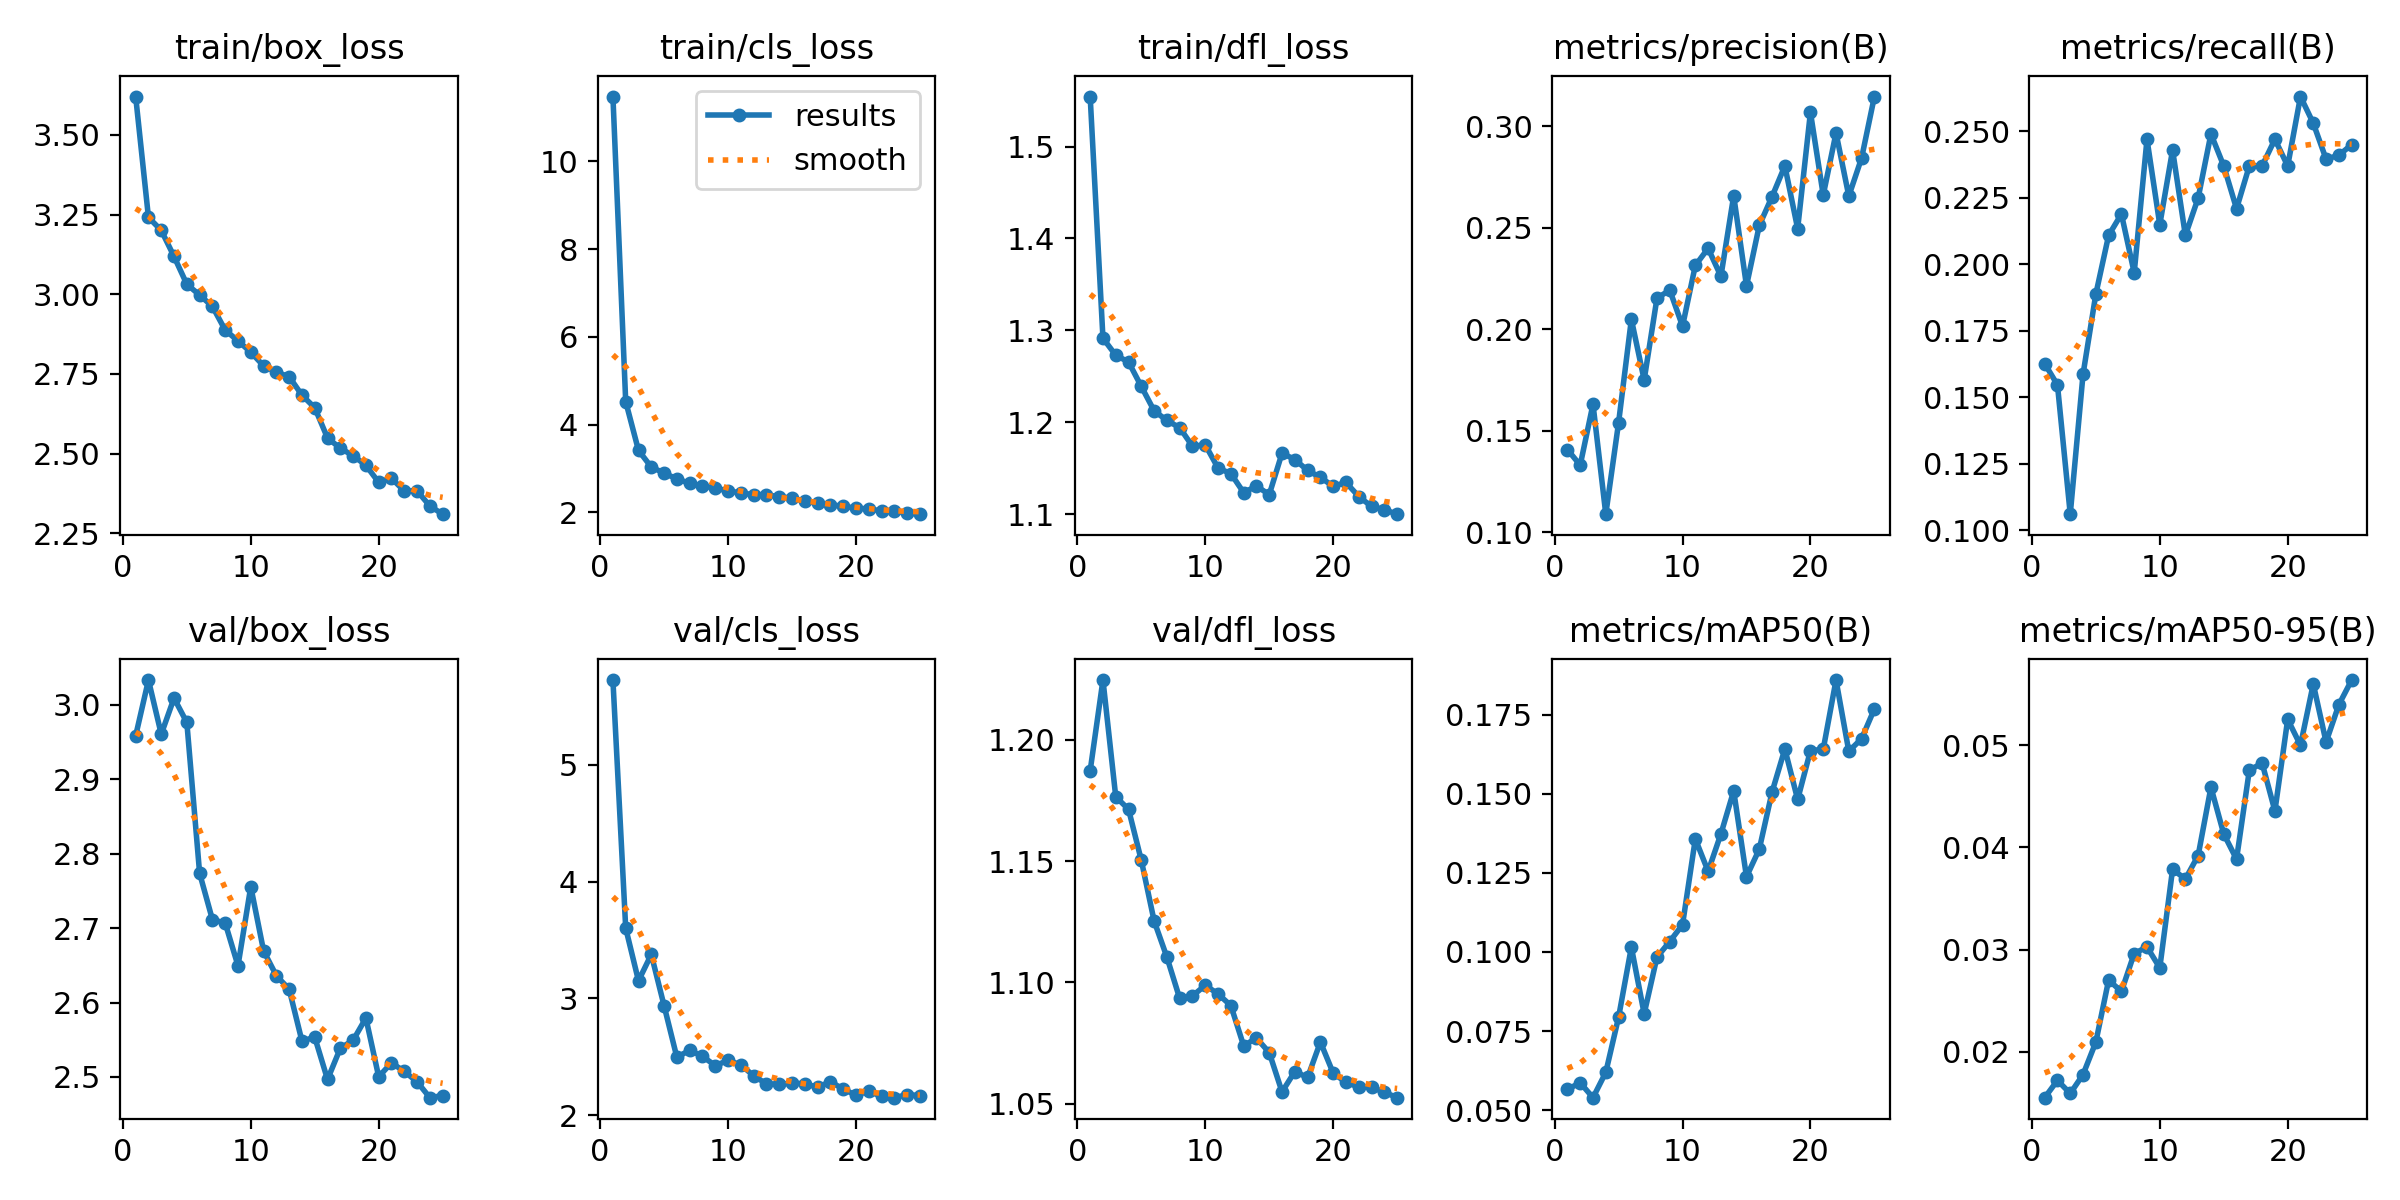 train/box_loss
train/cls_loss
train/dfl_loss
metrics/precision(B)
metrics/recall(B)
results
smooth
3.50
3.25
3.00
2.75
2.50
2.25
0 10 20
10
8
6
4
2
0 10 20
1.5
1.4
1.3
1.2
1.1
0 10 20
0.30
0.25
0.20
0.15
0.10
0 10 20
0.250
0.225
0.200
0.175
0.150
0.125
0.100
0 10 20
val/box_loss
val/cls_loss
val/dfl_loss
metrics/mAP50(B)
metrics/mAP50-95(B)
3.0
2.9
2.8
2.7
2.6
2.5
0 10 20
5
4
3
2
0 10 20
1.20
1.15
1.10
1.05
0 10 20
0.175
0.150
0.125
0.100
0.075
0.050
0 10 20
0.05
0.04
0.03
0.02
0 10 20